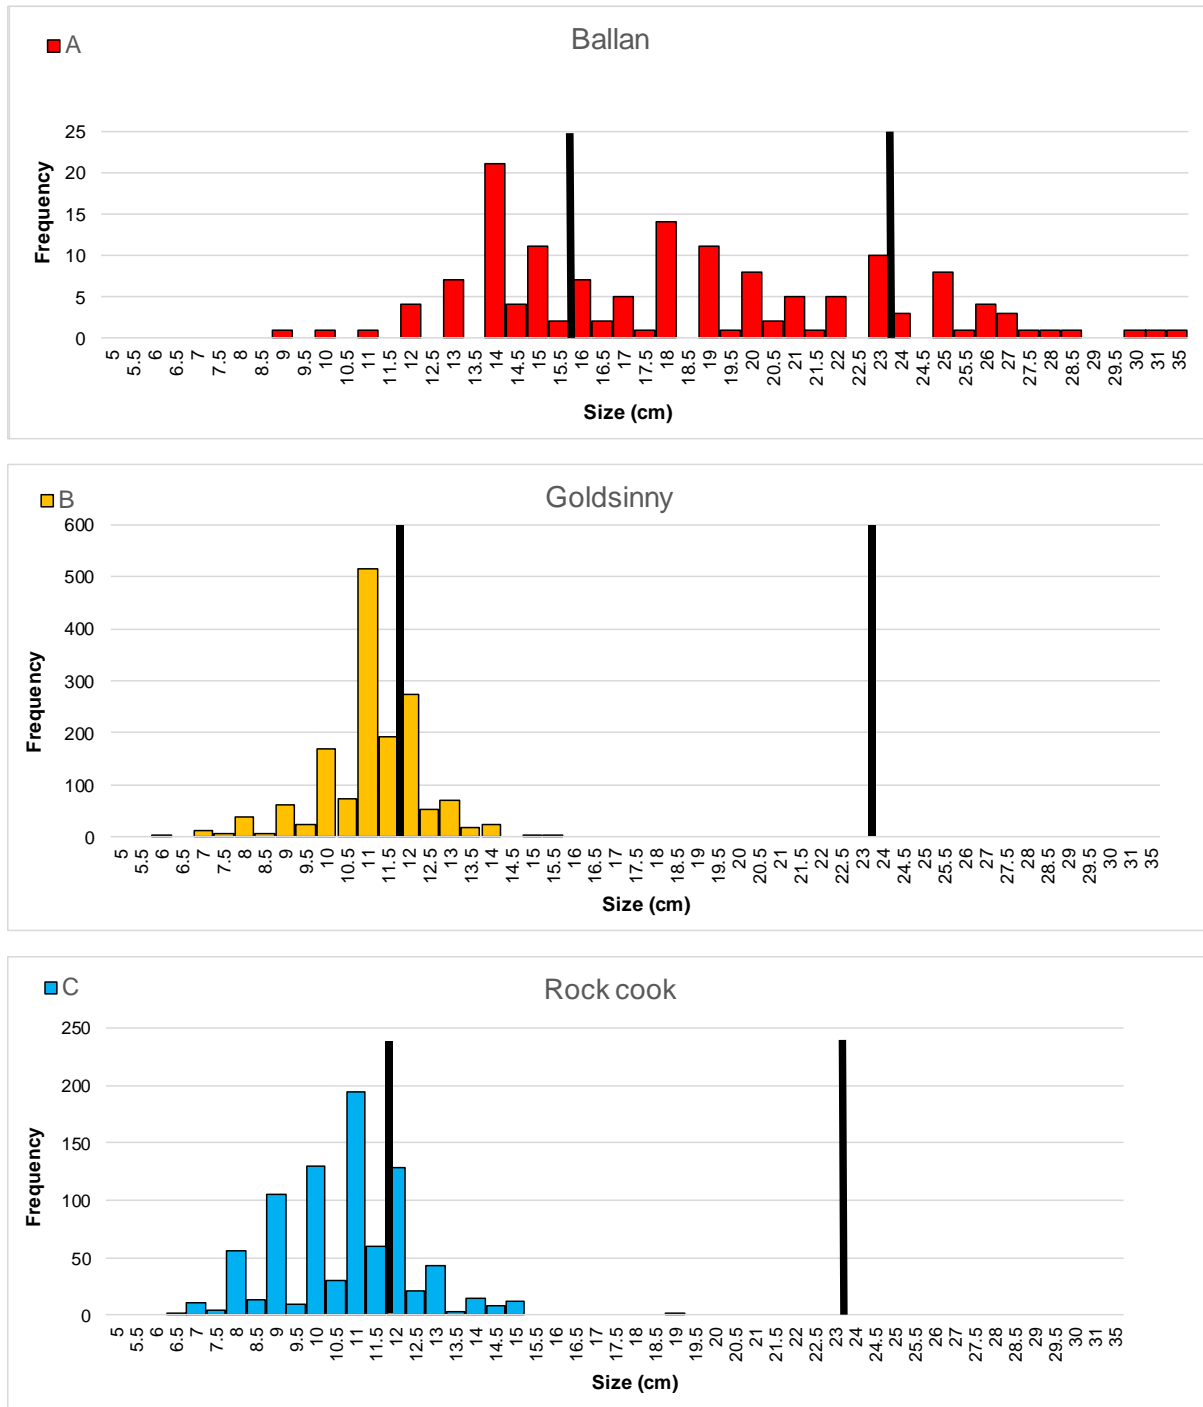 A
Ballan
Frequency
25
20
15
10
5
0
5 5.5 6 6.5 7 7.5 8 8.5 9 9.5 10 10.5 11 11.5 12 12.5 13 13.5 14 14.5 15 15.5 16 16.5 17 17.5 18 18.5 19 19.5 20 20.5 21 21.5 22 22.5 23 24 24.5 25 25.5 26 27 27.5 28 28.5 29 29.5 30 31 35
Size (cm)
B
Goldsinny
Frequency
600
500
400
300
200
100
0
5 5.5 6 6.5 7 7.5 8 8.5 9 9.5 10 10.5 11 11.5 12 12.5 13 13.5 14 14.5 15 15.5 16 16.5 17 17.5 18 18.5 19 19.5 20 20.5 21 21.5 22 22.5 23 24 24.5 25 25.5 26 27 27.5 28 28.5 29 29.5 30 31 35
Size (cm)
C
Rock cook
Frequency
250
200
150
100
50
0
5 5.5 6 6.5 7 7.5 8 8.5 9 9.5 10 10.5 11 11.5 12 12.5 13 13.5 14 14.5 15 15.5 16 16.5 17 17.5 18 18.5 19 19.5 20 20.5 21 21.5 22 22.5 23 24 24.5 25 25.5 26 27 27.5 28 28.5 29 29.5 30 31 35
Size (cm)